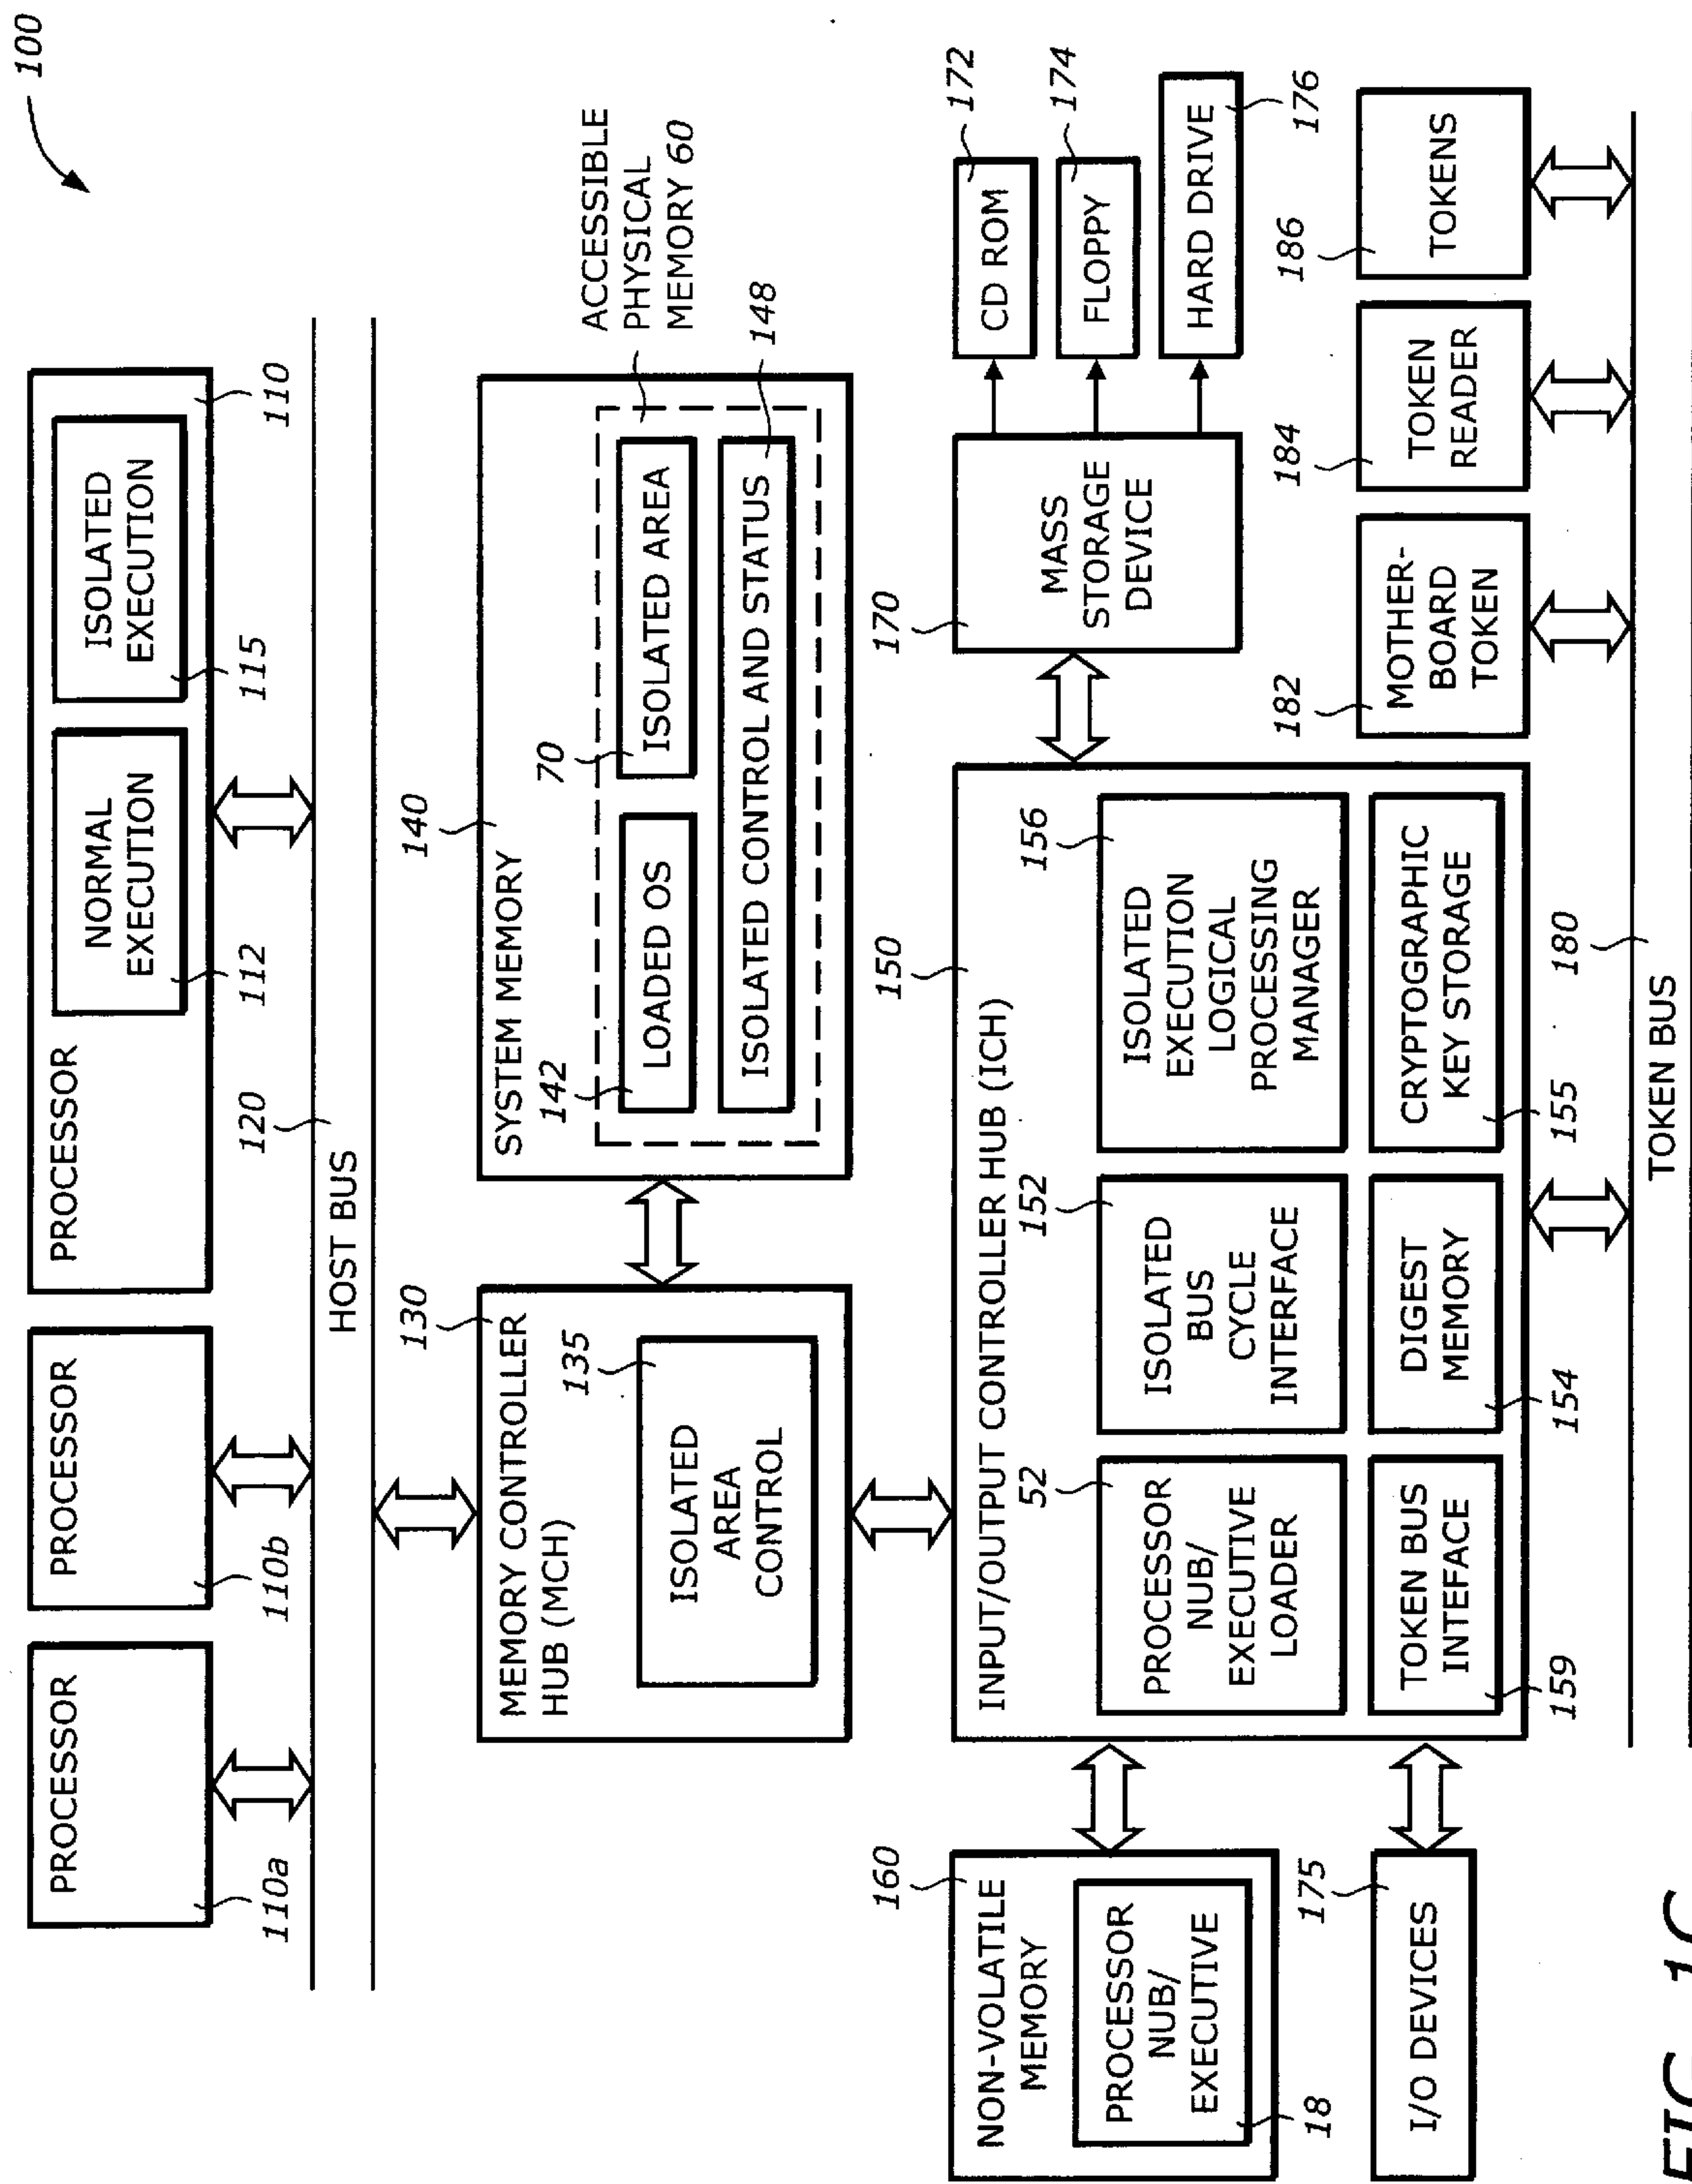 100
PROCESSOR
110a
PROCESSOR
110b
PROCESSOR
NORMAL
EXECUTION
112
ISOLATED
EXECUTION
115
110
120
HOST BUS
130
MEMORY CONTROLLER
HUB (MCH)
135
ISOLATED
AREA
CONTROL
140
SYSTEM MEMORY
142
LOADED OS
70
ISOLATED AREA
ISOLATED CONTROL AND STATUS
148
ACCESSIBLE
PHYSICAL
MEMORY 60
150
INPUT/OUTPUT CONTROLLER HUB (ICH)
52
PROCESSOR
NUB/
EXECUTIVE
LOADER
152
ISOLATED
BUS
CYCLE
INTERFACE
156
ISOLATED
EXECUTION
LOGICAL
PROCESSING
MANAGER
TOKEN BUS
INTEFACE
159
DIGEST
MEMORY
154
CRYPTOGRAPHIC
KEY STORAGE
155
160
NON-VOLATILE
MEMORY
PROCESSOR
NUB/
EXECUTIVE
18
175
I/O DEVICES
170
MASS
STORAGE
DEVICE
CD ROM
172
FLOPPY
174
HARD DRIVE
176
182
MOTHER-
BOARD
TOKEN
184
TOKEN
READER
186
TOKENS
180
TOKEN BUS
FIG. 1C